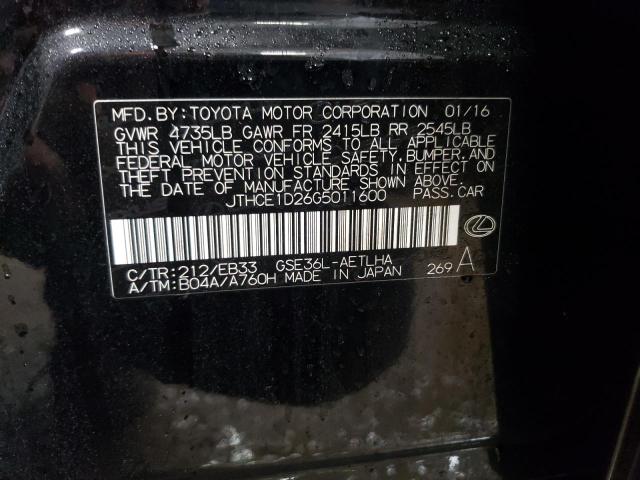 MFD.BY:TOYOTA MOTOR CORPORATION 01/16
GVWR 4735LB GAWR FR 2415LB RR 2545LB
THIS VEHICLE CONFORMS TO ALL APPLICABLE
FEDERAL MOTOR VEHICLE SAFETY,BUMPER,AND
THEFT PREVENTION STANDARDS IN EFFECT ON
THE DATE OF MANUFACTURE SHOWN ABOVE.
JTHCE1D26G5011600 PASS.CAR
C/TR:212/EB33 GSE36L-AETLHA
A/TM:B04A/A760H MADE IN JAPAN 269 A